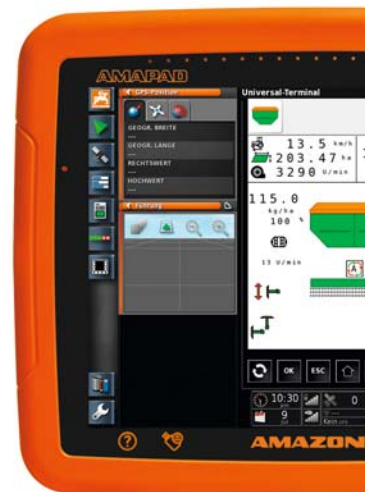 AMAPAD
GPS-Position
GEOGR. BREITE
---
GEOGR. LÄNGE
---
RECHTSWERT
---
HOCHWERT
---
Führung
Universal-Terminal
13.5 km/h
203.47 ha
3290 U/min
115.0
kg/ha
100 %
13 U/min
A
OK
ESC
10:30
0
9
Jul
---
AMAZON